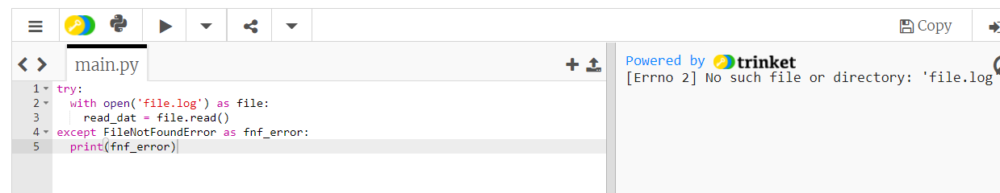 Copy
main.py
1 try:
2   with open('file.log') as file:
3     read_dat = file.read()
4 except FileNotFoundError as fnf_error:
5   print(fnf_error)
Powered by trinket
[Errno 2] No such file or directory: 'file.log'